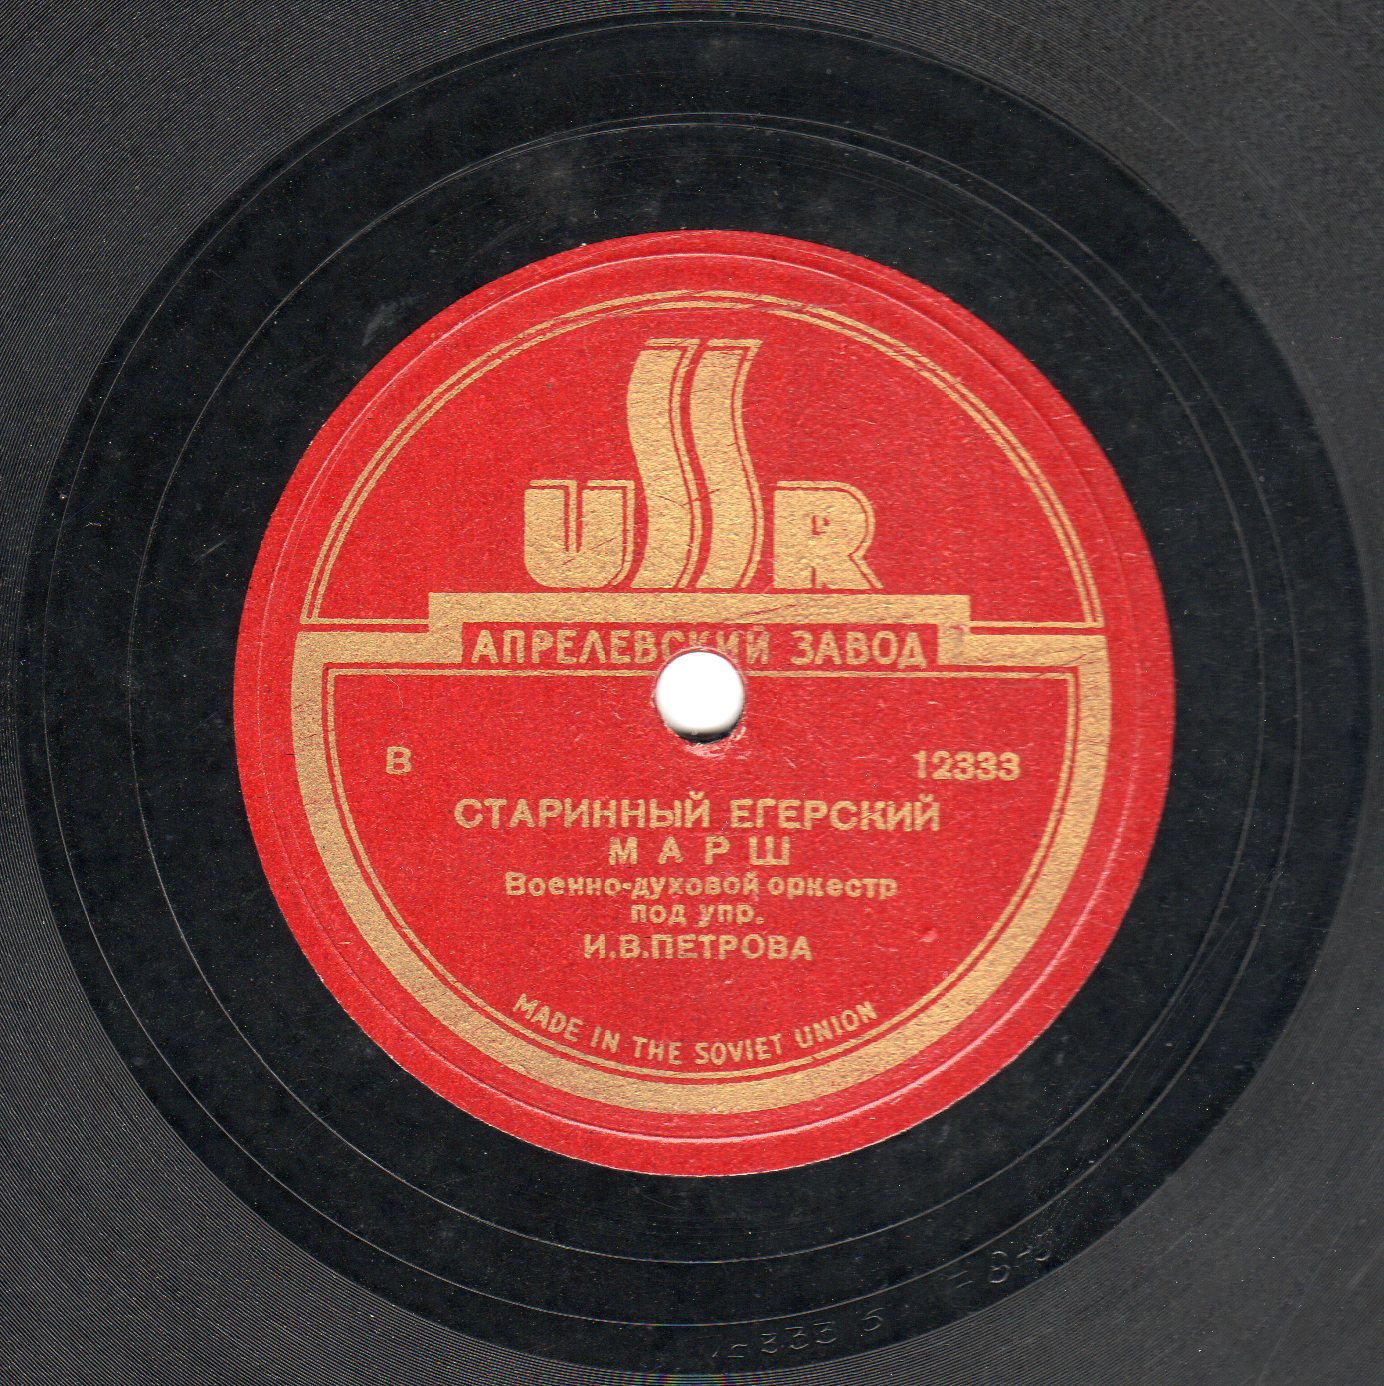 USSR
АПРЕЛЕВСКИЙ ЗАВОД
В 12333
СТАРИННЫЙ ЕГЕРСКИЙ
МАРШ
Военно-духовой оркестр
под упр.
И.В.ПЕТРОВА
MADE IN THE SOVIET UNION